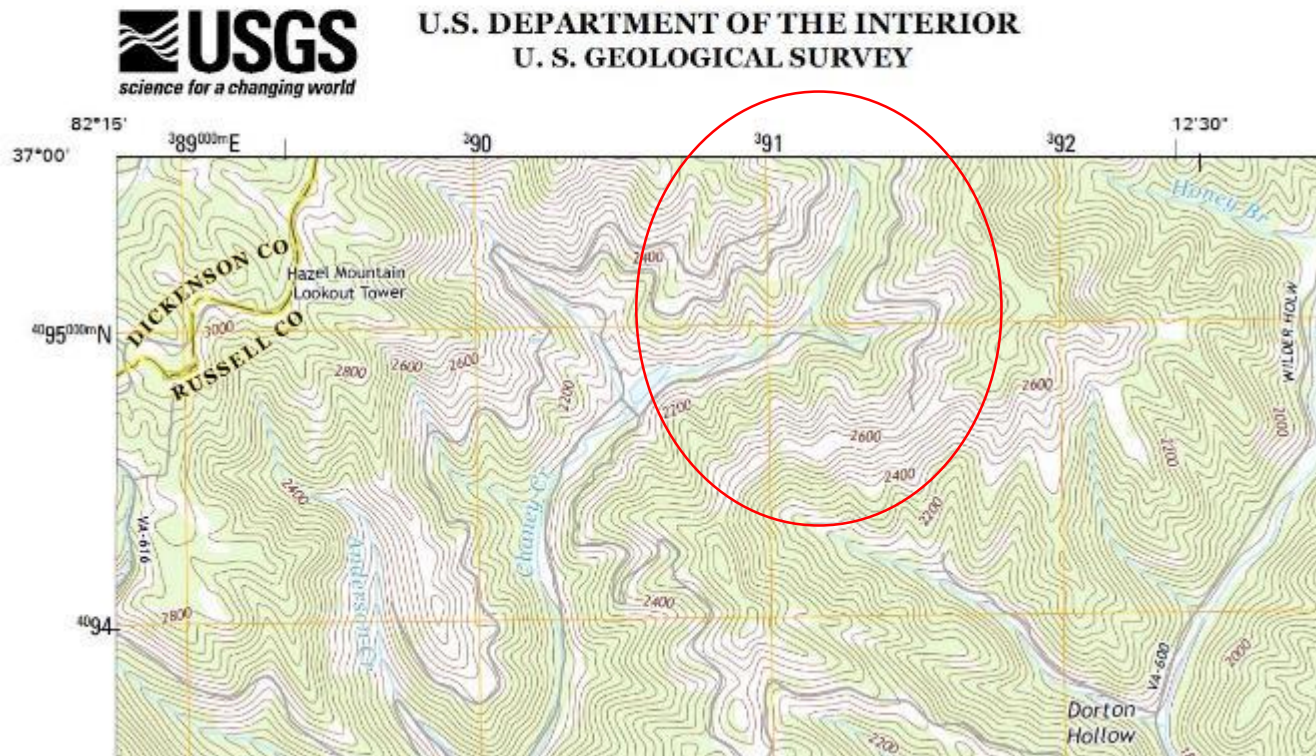 USGS
science for a changing world
U.S. DEPARTMENT OF THE INTERIOR
U. S. GEOLOGICAL SURVEY
82°15'
³89⁰⁰⁰ᵐE
³90
³91
³92
12'30"
37°00'
Honey Br
DICKENSON CO
2400
Hazel Mountain
Lookout Tower
⁴⁰95⁰⁰⁰ᵐN
3000
RUSSELL CO
2800
2600
2600
2200
2200
2600
WILDER HOLW
2000
2600
2200
2400
2400
2200
VA-616
Chaney Cr
Anderson Cr
2400
2800
⁴⁰94
VA-600
2000
Dorton
Hollow
2200